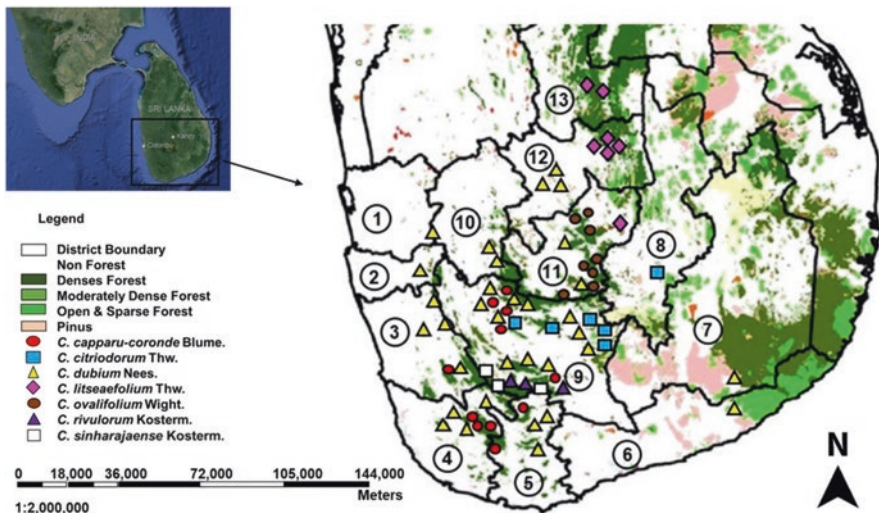 INDIA
SRI LANKA
Kandy
Colombo
Legend
District Boundary
Non Forest
Denses Forest
Moderately Dense Forest
Open & Sparse Forest
Pinus
C. capparu-coronde Blume.
C. citriodorum Thw.
C. dubium Nees.
C. litseaefolium Thw.
C. ovalifolium Wight.
C. rivulorum Kosterm.
C. sinharajaense Kosterm.
0 18,000 36,000 72,000 105,000 144,000
Meters
1:2,000,000
13
12
1
10
8
2
11
3
7
9
4
6
5
N